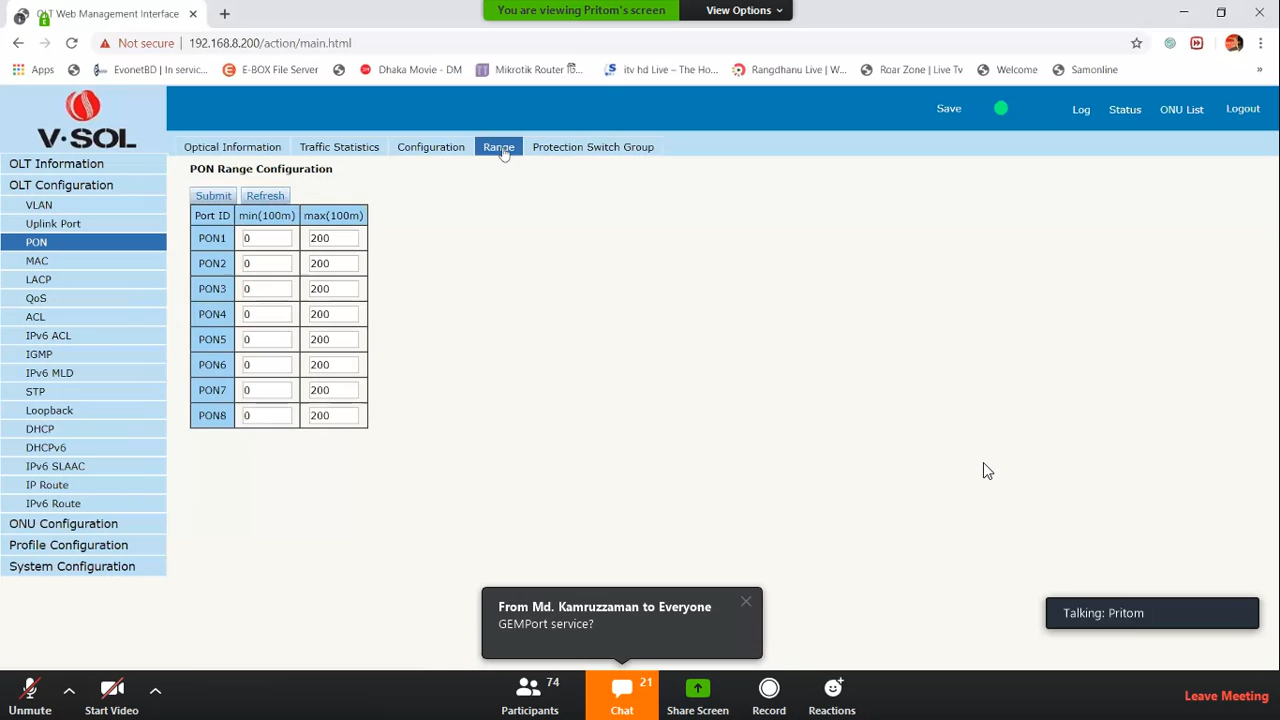 You are viewing Pritom's screen
View Options
OLT Web Management Interface
Not secure
192.168.8.200/action/main.html
Apps
EvonetBD | In servic...
E-BOX File Server
Dhaka Movie - DM
itv hd Live – The Ho...
Rangdhanu Live | W...
Roar Zone | Live Tv
Welcome
Samonline
V·SOL
Save
Log
Status
ONU List
Logout
Optical Information
Traffic Statistics
Configuration
Range
Protection Switch Group
OLT Information
OLT Configuration
VLAN
Uplink Port
PON
MAC
LACP
QoS
ACL
IPv6 ACL
IGMP
IPv6 MLD
STP
Loopback
DHCP
DHCPv6
IPv6 SLAAC
IP Route
IPv6 Route
ONU Configuration
Profile Configuration
System Configuration
PON Range Configuration
Submit
Refresh
Port ID min(100m) max(100m)
PON1 0 200
PON2 0 200
PON3 0 200
PON4 0 200
PON5 0 200
PON6 0 200
PON7 0 200
PON8 0 200
From Md. Kamruzzaman to Everyone
GEMPort service?
Talking: Pritom
Unmute
Start Video
74
Participants
21
Chat
Share Screen
Record
Reactions
Leave Meeting